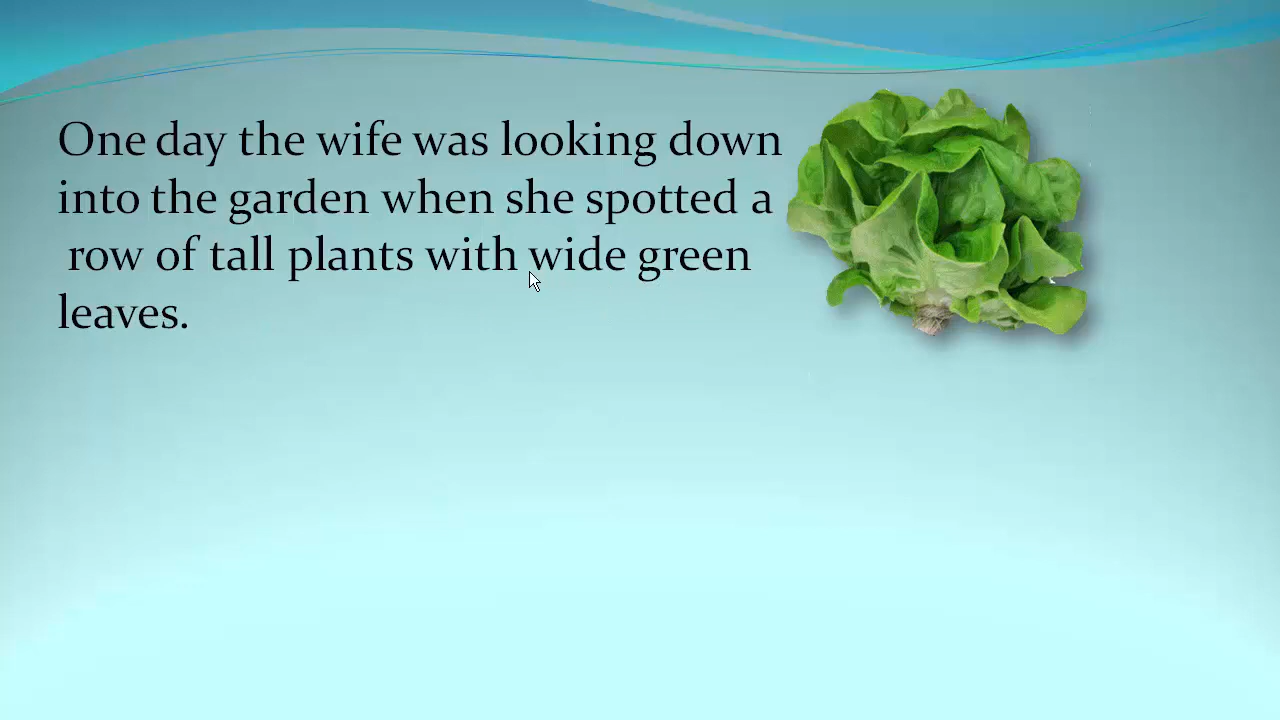 One day the wife was looking down
into the garden when she spotted a
row of tall plants with wide green
leaves.